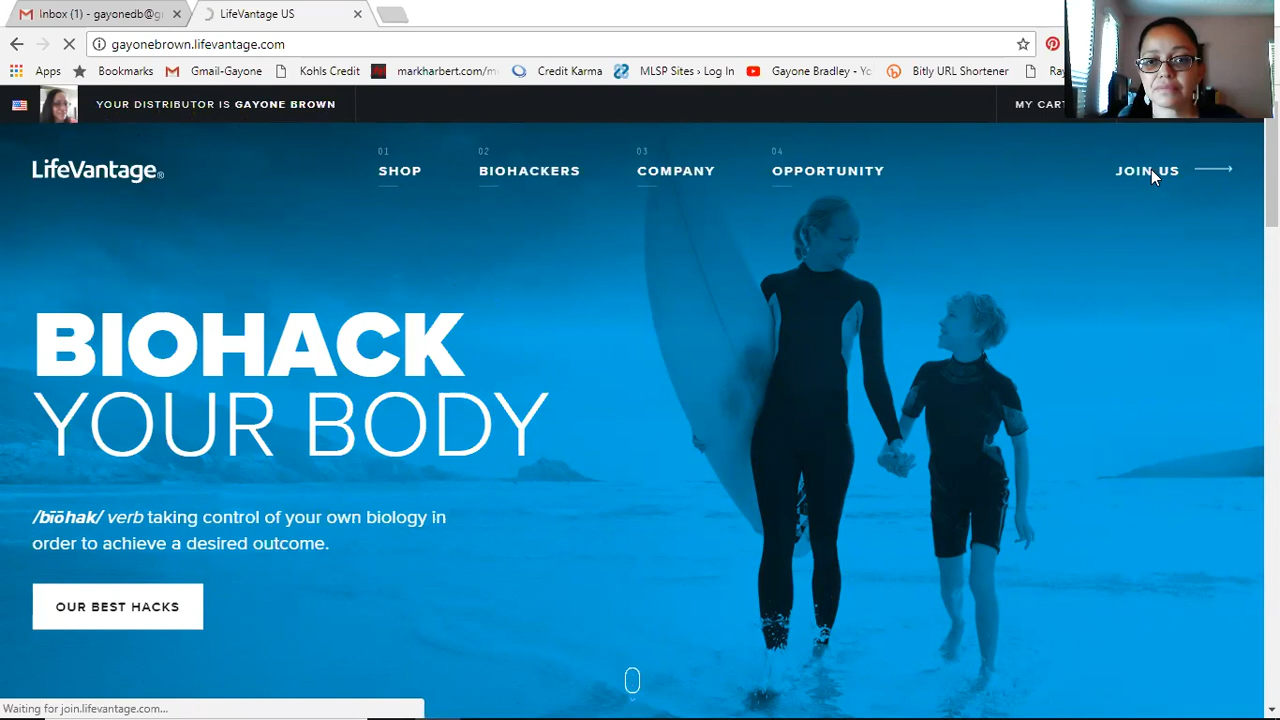 Inbox (1) - gayonedb@g
LifeVantage US
gayonebrown.lifevantage.com
Apps Bookmarks Gmail-Gayone Kohls Credit markharbert.com/m Credit Karma MLSP Sites › Log In Gayone Bradley - Yo Bitly URL Shortener Ray
YOUR DISTRIBUTOR IS GAYONE BROWN
MY CART
LifeVantage®
01 02 03 04
SHOP BIOHACKERS COMPANY OPPORTUNITY JOIN US
BIOHACK
YOUR BODY
/bīōhak/ verb taking control of your own biology in
order to achieve a desired outcome.
OUR BEST HACKS
Waiting for join.lifevantage.com...